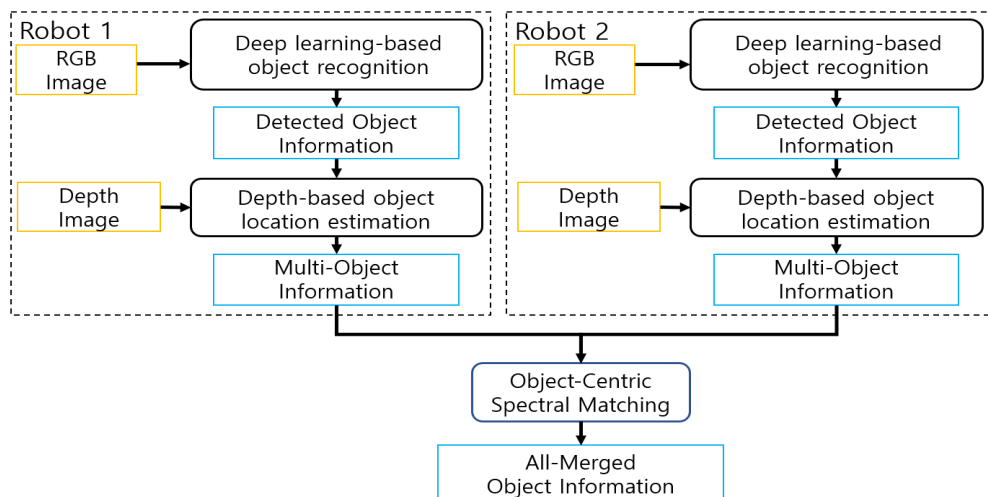 Robot 1
RGB
Image
Deep learning-based
object recognition
Detected Object
Information
Depth
Image
Depth-based object
location estimation
Multi-Object
Information
Robot 2
RGB
Image
Deep learning-based
object recognition
Detected Object
Information
Depth
Image
Depth-based object
location estimation
Multi-Object
Information
Object-Centric
Spectral Matching
All-Merged
Object Information